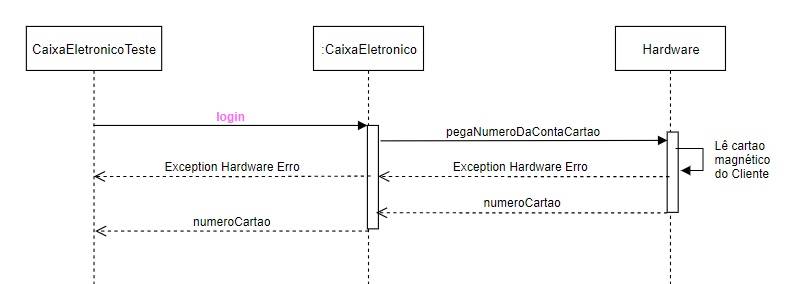 CaixaEletronicoTeste
:CaixaEletronico
Hardware
login
pegaNumeroDaContaCartao
Lê cartao
magnético
do Cliente
Exception Hardware Erro
Exception Hardware Erro
numeroCartao
numeroCartao